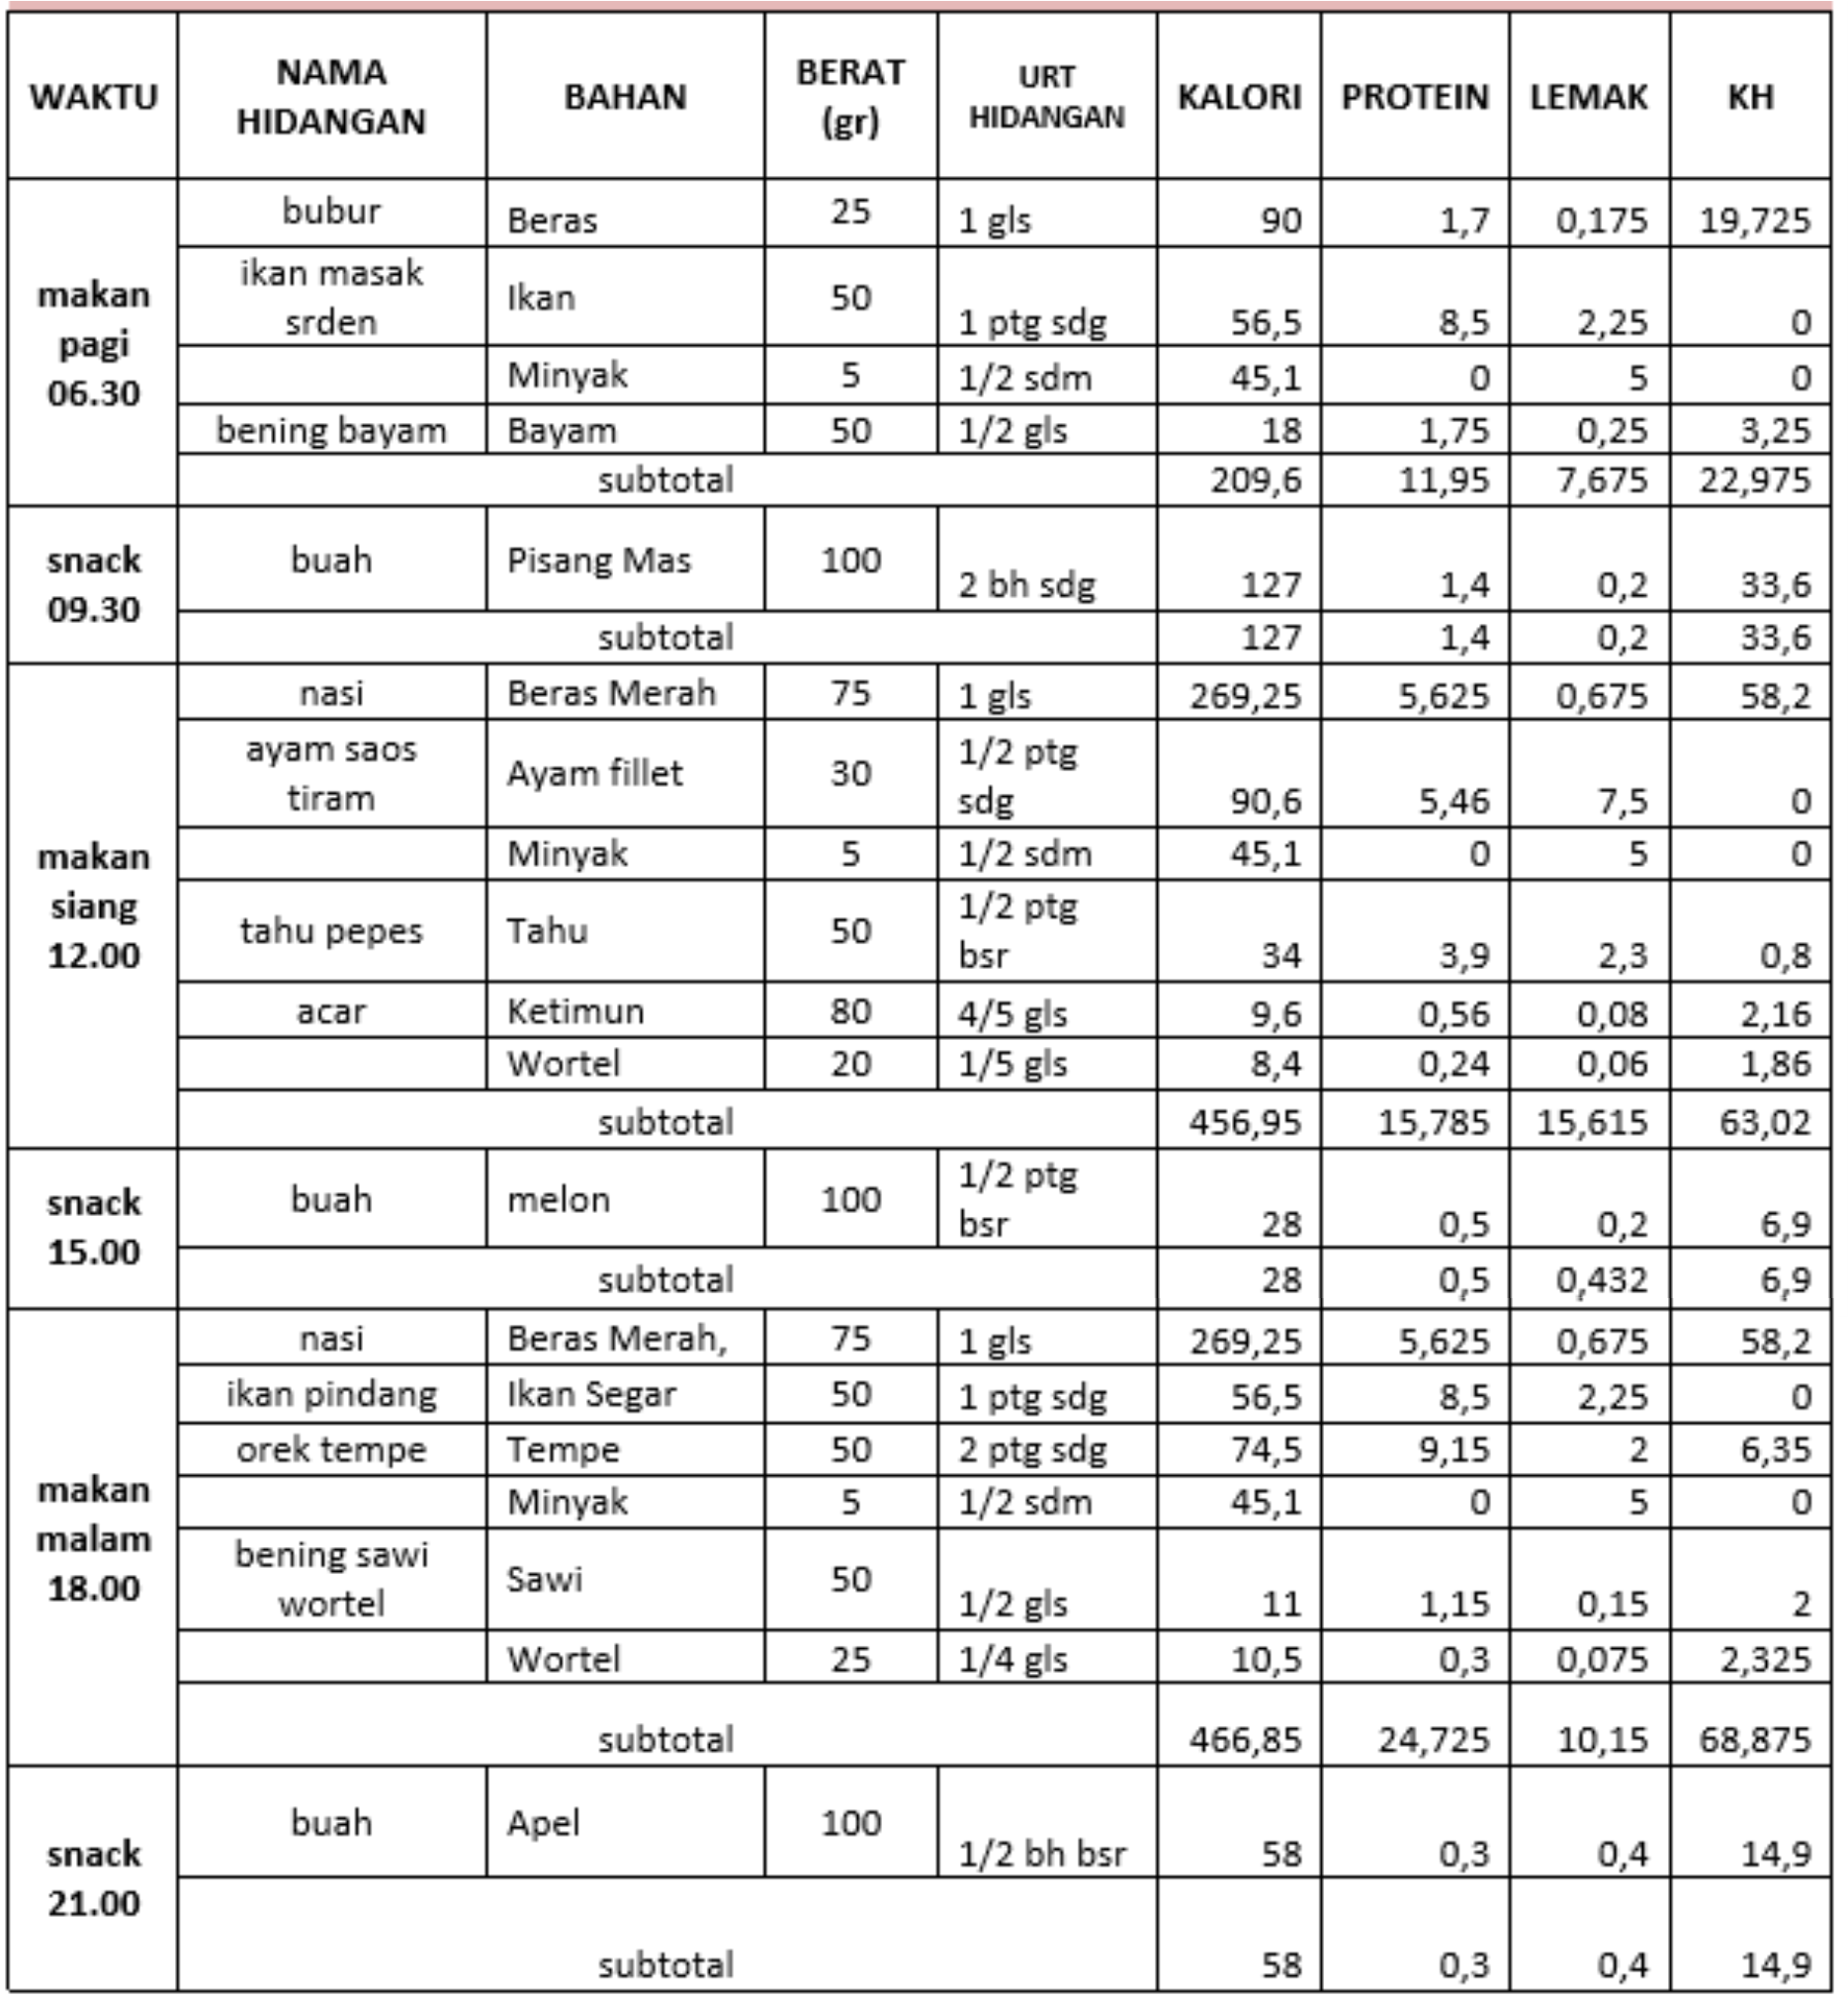 WAKTU NAMA HIDANGAN BAHAN BERAT (gr) URT HIDANGAN KALORI PROTEIN LEMAK KH
makan pagi 06.30
bubur Beras 25 1 gls 90 1,7 0,175 19,725
ikan masak srden Ikan 50 1 ptg sdg 56,5 8,5 2,25 0
Minyak 5 1/2 sdm 45,1 0 5 0
bening bayam Bayam 50 1/2 gls 18 1,75 0,25 3,25
subtotal 209,6 11,95 7,675 22,975
snack 09.30
buah Pisang Mas 100 2 bh sdg 127 1,4 0,2 33,6
subtotal 127 1,4 0,2 33,6
makan siang 12.00
nasi Beras Merah 75 1 gls 269,25 5,625 0,675 58,2
ayam saos tiram Ayam fillet 30 1/2 ptg sdg 90,6 5,46 7,5 0
Minyak 5 1/2 sdm 45,1 0 5 0
tahu pepes Tahu 50 1/2 ptg bsr 34 3,9 2,3 0,8
acar Ketimun 80 4/5 gls 9,6 0,56 0,08 2,16
Wortel 20 1/5 gls 8,4 0,24 0,06 1,86
subtotal 456,95 15,785 15,615 63,02
snack 15.00
buah melon 100 1/2 ptg bsr 28 0,5 0,2 6,9
subtotal 28 0,5 0,432 6,9
makan malam 18.00
nasi Beras Merah, 75 1 gls 269,25 5,625 0,675 58,2
ikan pindang Ikan Segar 50 1 ptg sdg 56,5 8,5 2,25 0
orek tempe Tempe 50 2 ptg sdg 74,5 9,15 2 6,35
Minyak 5 1/2 sdm 45,1 0 5 0
bening sawi wortel Sawi 50 1/2 gls 11 1,15 0,15 2
Wortel 25 1/4 gls 10,5 0,3 0,075 2,325
subtotal 466,85 24,725 10,15 68,875
snack 21.00
buah Apel 100 1/2 bh bsr 58 0,3 0,4 14,9
subtotal 58 0,3 0,4 14,9